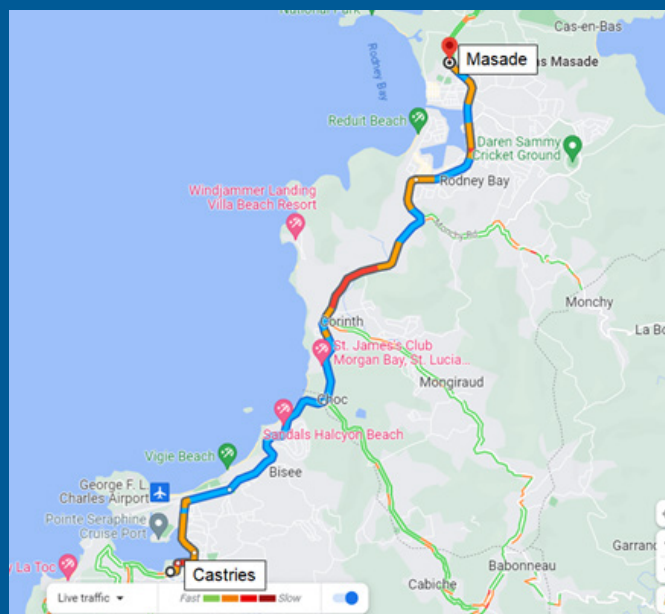 National Park
Cas-en-Bas
Masade
as Masade
Rodney
Bay
Reduit Beach
Daren Sammy
Cricket Ground
Rodney Bay
Windjammer Landing
Villa Beach Resort
Monchy Rd
Monchy
Corinth
La Bo
St. James's Club
Morgan Bay, St. Lucia...
Mongiraud
Choc
Sandals Halcyon Beach
Vigie Beach
Bisee
George F. L.
Charles Airport
Pointe Seraphine
Cruise Port
Garran
Babonneau
y La Toc
Castries
Cabiche
Live traffic
Fast
Slow